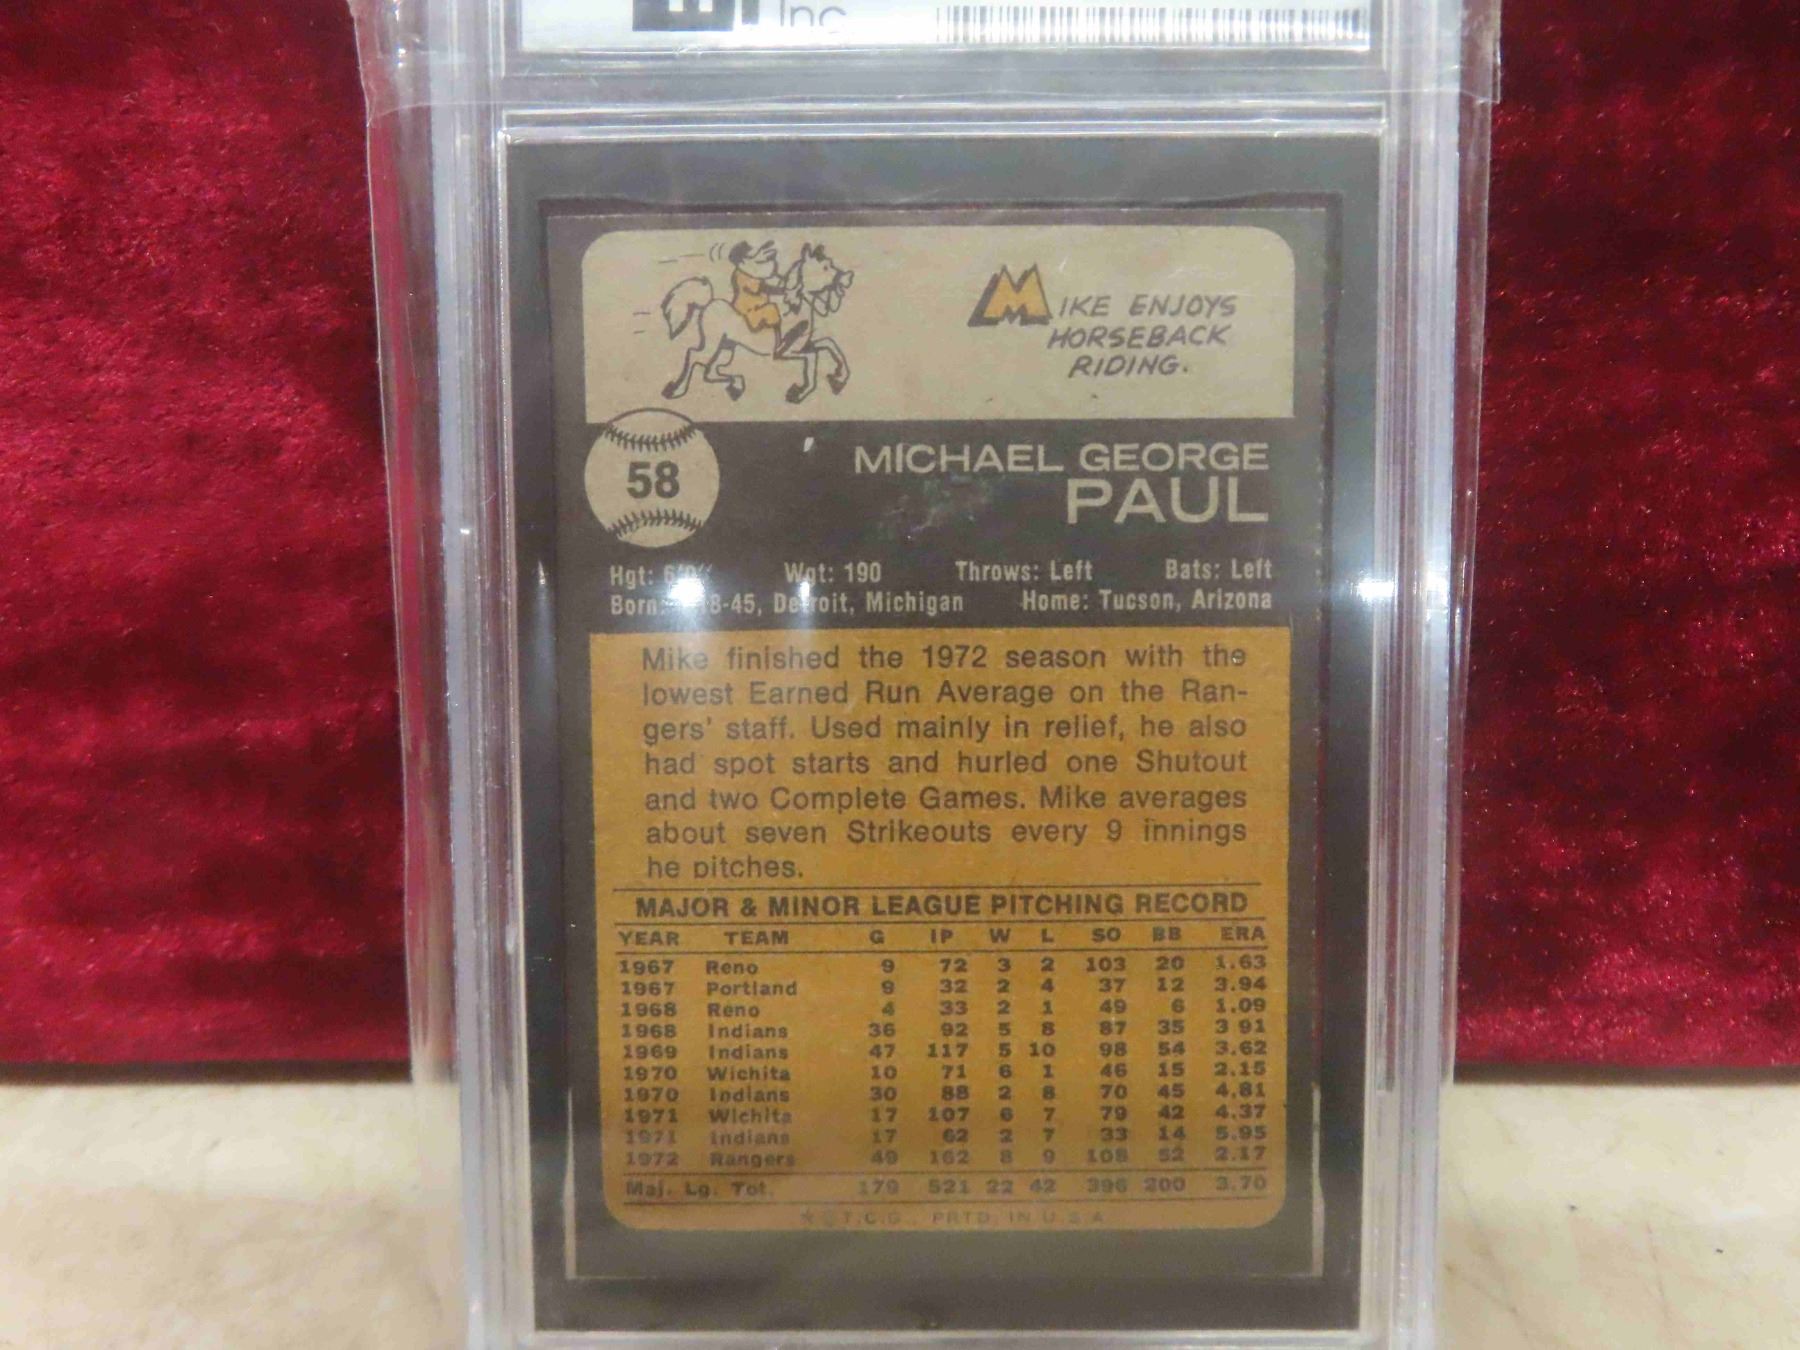 Inc
MIKE ENJOYS
HORSEBACK
RIDING.
58
MICHAEL GEORGE
PAUL
Hgt: Wgt: 190 Throws: Left Bats: Left
Born: 8-45, Detroit, Michigan Home: Tucson, Arizona
Mike finished the 1972 season with the
lowest Earned Run Average on the Ran-
gers' staff. Used mainly in relief, he also
had spot starts and hurled one Shutout
and two Complete Games. Mike averages
about seven Strikeouts every 9 innings
he pitches.
MAJOR & MINOR LEAGUE PITCHING RECORD
YEAR TEAM G IP W L SO BB ERA
1967 Reno 9 72 3 2 103 20 1.63
1967 Portland 9 32 2 4 37 12 3.94
1968 Reno 4 33 2 1 49 6 1.09
1968 Indians 36 92 5 8 87 35 3.91
1969 Indians 47 117 5 10 98 54 3.62
1970 Wichita 10 71 6 1 46 15 2.15
1970 Indians 30 88 2 8 70 45 4.81
1971 Wichita 17 107 6 7 79 42 4.37
1971 Indians 17 62 2 7 33 14 5.95
1972 Rangers 49 162 8 9 108 52 2.17
Maj. Lg. Tot. 179 521 22 42 396 200 3.70
★ © T.C.G., PRTD. IN U.S.A.